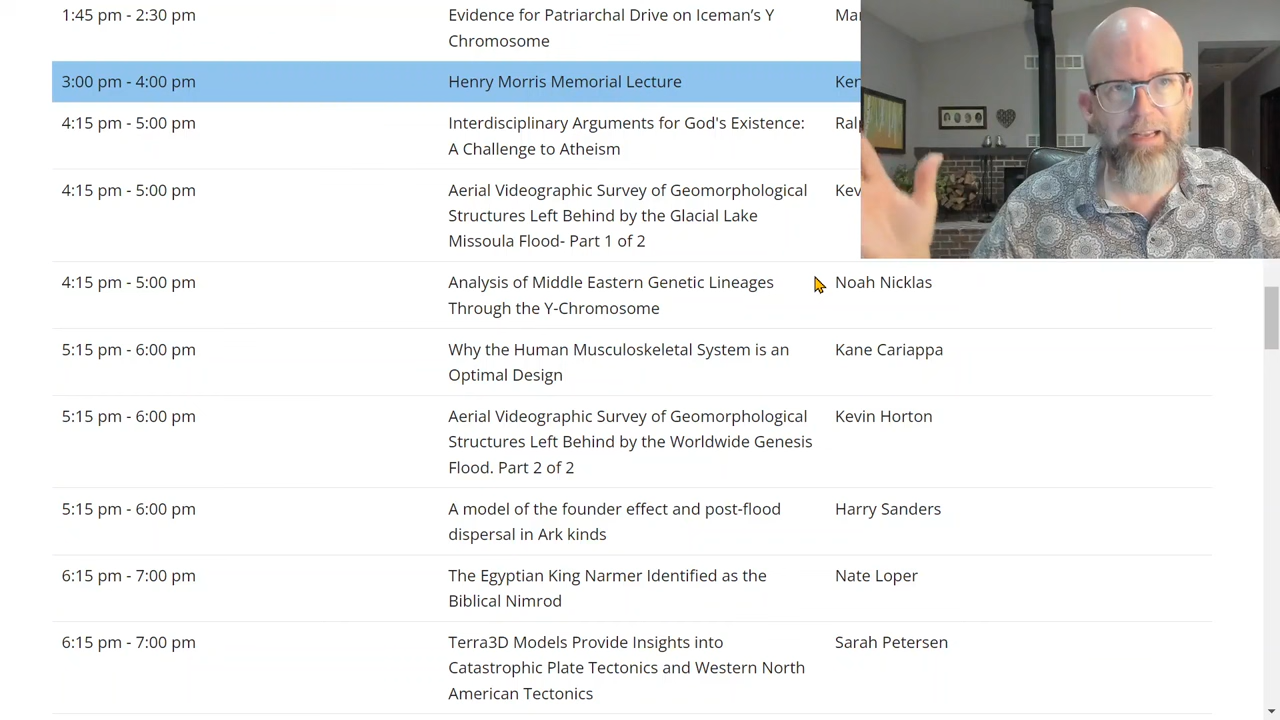 1:45 pm - 2:30 pm
Evidence for Patriarchal Drive on Iceman’s Y
Chromosome
3:00 pm - 4:00 pm
Henry Morris Memorial Lecture
4:15 pm - 5:00 pm
Interdisciplinary Arguments for God's Existence:
A Challenge to Atheism
4:15 pm - 5:00 pm
Aerial Videographic Survey of Geomorphological
Structures Left Behind by the Glacial Lake
Missoula Flood- Part 1 of 2
4:15 pm - 5:00 pm
Analysis of Middle Eastern Genetic Lineages
Through the Y-Chromosome
Noah Nicklas
5:15 pm - 6:00 pm
Why the Human Musculoskeletal System is an
Optimal Design
Kane Cariappa
5:15 pm - 6:00 pm
Aerial Videographic Survey of Geomorphological
Structures Left Behind by the Worldwide Genesis
Flood. Part 2 of 2
Kevin Horton
5:15 pm - 6:00 pm
A model of the founder effect and post-flood
dispersal in Ark kinds
Harry Sanders
6:15 pm - 7:00 pm
The Egyptian King Narmer Identified as the
Biblical Nimrod
Nate Loper
6:15 pm - 7:00 pm
Terra3D Models Provide Insights into
Catastrophic Plate Tectonics and Western North
American Tectonics
Sarah Petersen